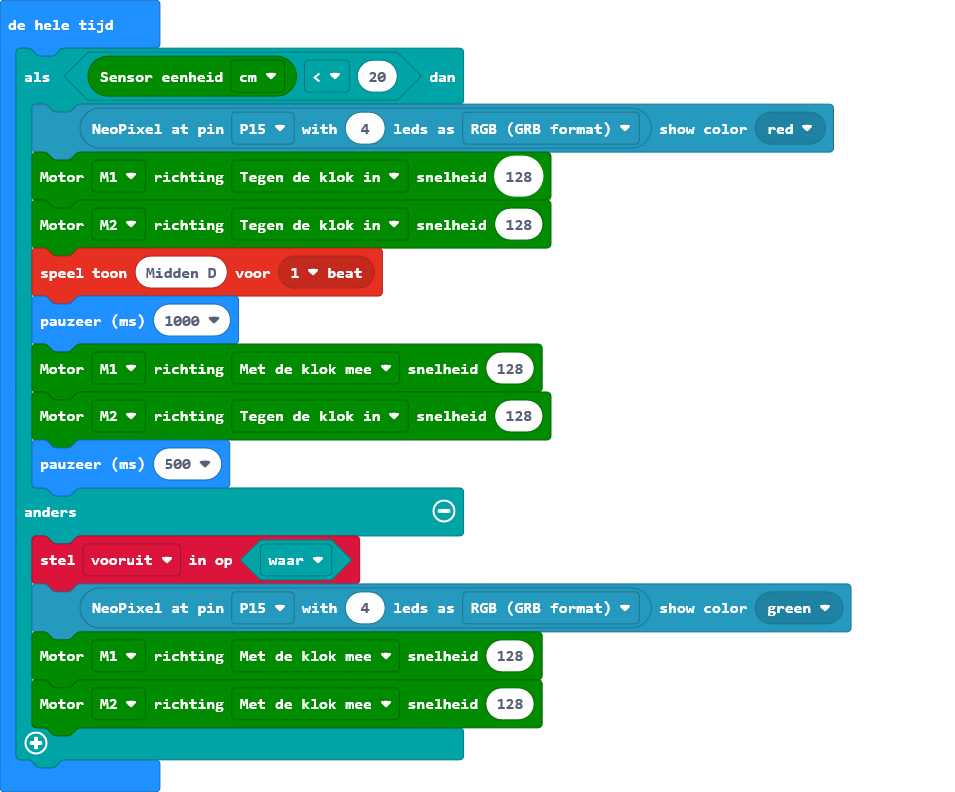 de hele tijd
als Sensor eenheid cm < 20 dan
NeoPixel at pin P15 with 4 leds as RGB (GRB format) show color red
Motor M1 richting Tegen de klok in snelheid 128
Motor M2 richting Tegen de klok in snelheid 128
speel toon Midden D voor 1 beat
pauzeer (ms) 1000
Motor M1 richting Met de klok mee snelheid 128
Motor M2 richting Tegen de klok in snelheid 128
pauzeer (ms) 500
anders
stel vooruit in op waar
NeoPixel at pin P15 with 4 leds as RGB (GRB format) show color green
Motor M1 richting Met de klok mee snelheid 128
Motor M2 richting Met de klok mee snelheid 128